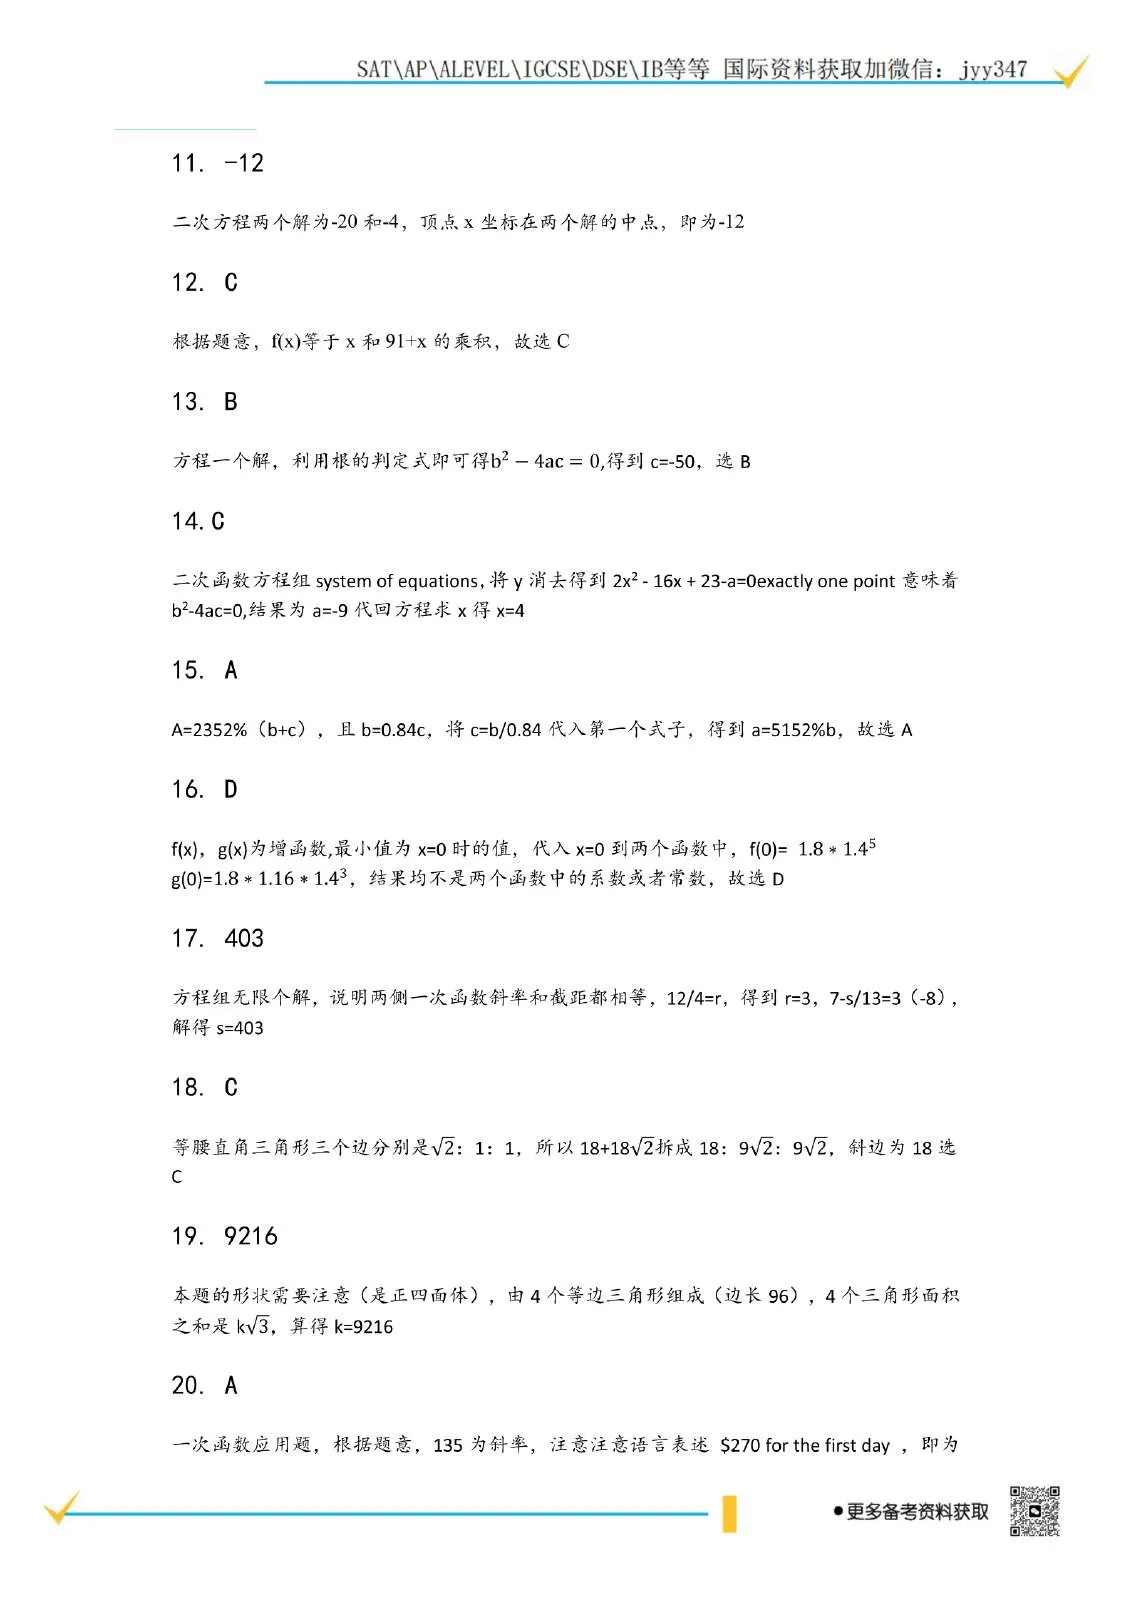 SAT\AP\ALEVEL\IGCSE\DSE\IB等等 国际资料获取加微信：jyy347
11. -12
二次方程两个解为-20 和-4，顶点 x 坐标在两个解的中点，即为-12
12. C
根据题意，f(x)等于 x 和 91+x 的乘积，故选 C
13. B
方程一个解，利用根的判定式即可得b² − 4ac = 0,得到 c=-50，选 B
14. C
二次函数方程组 system of equations，将 y 消去得到 2x² - 16x + 23-a=0exactly one point 意味着
b²-4ac=0,结果为 a=-9 代回方程求 x 得 x=4
15. A
A=2352%（b+c），且 b=0.84c，将 c=b/0.84 代入第一个式子，得到 a=5152%b，故选 A
16. D
f(x)，g(x)为增函数,最小值为 x=0 时的值，代入 x=0 到两个函数中，f(0)= 1.8 ∗ 1.4⁵
g(0)=1.8 ∗ 1.16 ∗ 1.4³，结果均不是两个函数中的系数或者常数，故选 D
17. 403
方程组无限个解，说明两侧一次函数斜率和截距都相等，12/4=r，得到 r=3，7-s/13=3（-8），
解得 s=403
18. C
等腰直角三角形三个边分别是√2：1：1，所以 18+18√2拆成 18：9√2：9√2，斜边为 18 选
C
19. 9216
本题的形状需要注意（是正四面体），由 4 个等边三角形组成（边长 96），4 个三角形面积
之和是 k√3，算得 k=9216
20. A
一次函数应用题，根据题意，135 为斜率，注意注意语言表述 $270 for the first day ，即为
●更多备考资料获取